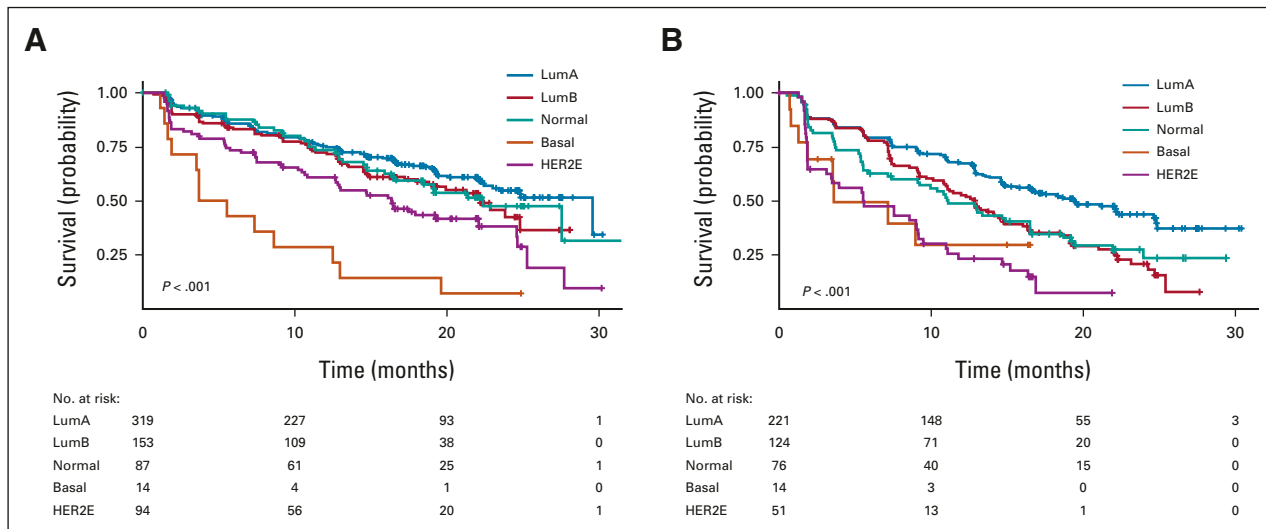 A
B
LumA
LumB
Normal
Basal
HER2E
1.00
0.75
0.50
0.25
Survival (probability)
P < .001
0 10 20 30
Time (months)
LumA
LumB
Normal
Basal
HER2E
1.00
0.75
0.50
0.25
Survival (probability)
P < .001
0 10 20 30
Time (months)
No. at risk:
LumA 319 227 93 1
LumB 153 109 38 0
Normal 87 61 25 1
Basal 14 4 1 0
HER2E 94 56 20 1
No. at risk:
LumA 221 148 55 3
LumB 124 71 20 0
Normal 76 40 15 0
Basal 14 3 0 0
HER2E 51 13 1 0